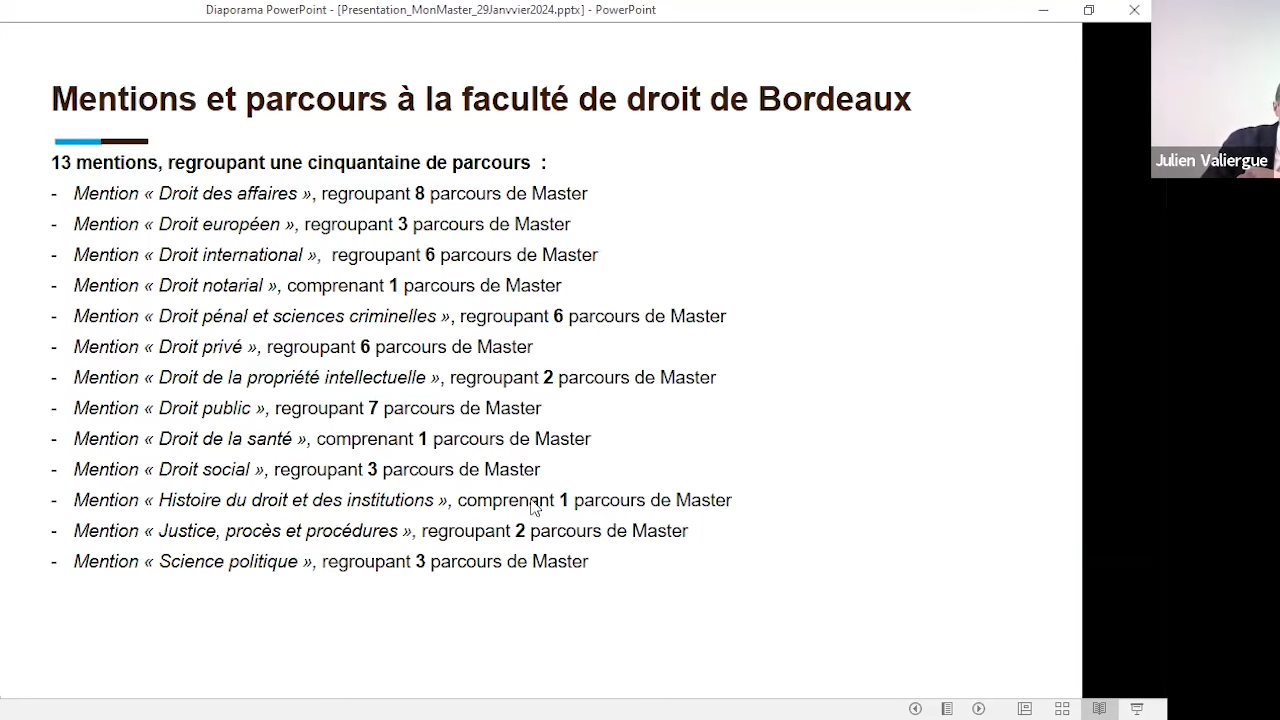 Diaporama PowerPoint - [Presentation_MonMaster_29Janvvier2024.pptx] - PowerPoint
Mentions et parcours à la faculté de droit de Bordeaux
13 mentions, regroupant une cinquantaine de parcours :
- Mention « Droit des affaires », regroupant 8 parcours de Master
- Mention « Droit européen », regroupant 3 parcours de Master
- Mention « Droit international », regroupant 6 parcours de Master
- Mention « Droit notarial », comprenant 1 parcours de Master
- Mention « Droit pénal et sciences criminelles », regroupant 6 parcours de Master
- Mention « Droit privé », regroupant 6 parcours de Master
- Mention « Droit de la propriété intellectuelle », regroupant 2 parcours de Master
- Mention « Droit public », regroupant 7 parcours de Master
- Mention « Droit de la santé », comprenant 1 parcours de Master
- Mention « Droit social », regroupant 3 parcours de Master
- Mention « Histoire du droit et des institutions », comprenant 1 parcours de Master
- Mention « Justice, procès et procédures », regroupant 2 parcours de Master
- Mention « Science politique », regroupant 3 parcours de Master
Julien Valiergue